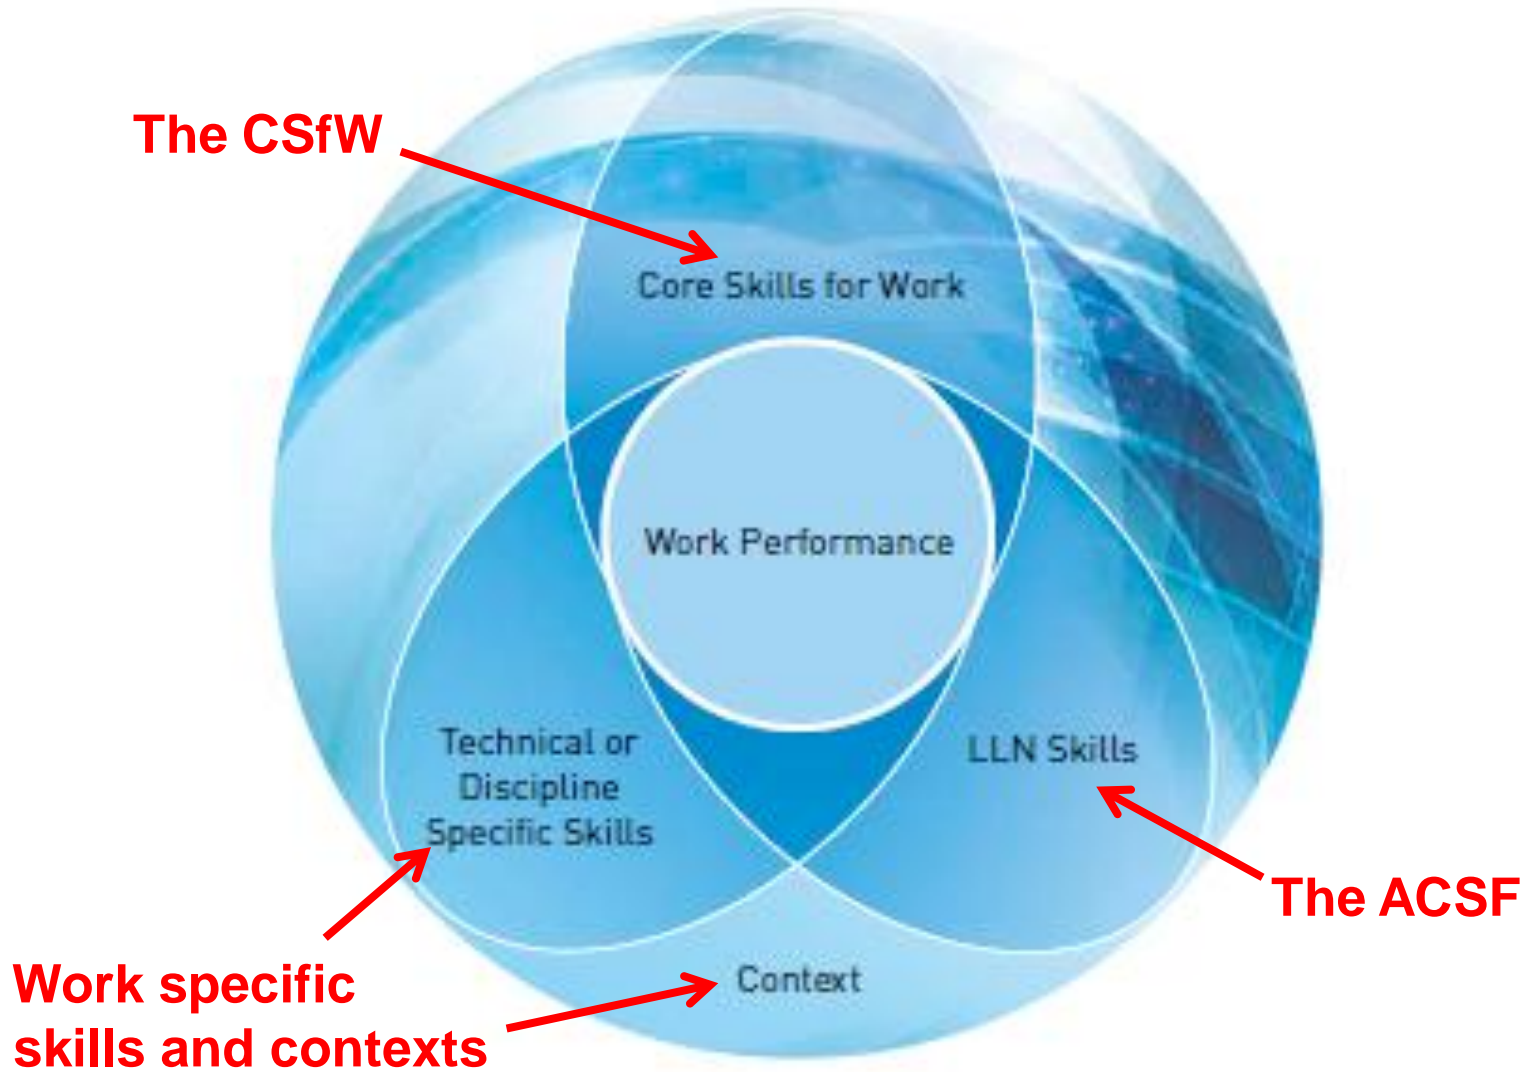 The CSfW
Core Skills for Work
Work Performance
Technical or
Discipline
Specific Skills
LLN Skills
The ACSF
Work specific
skills and contexts
Context